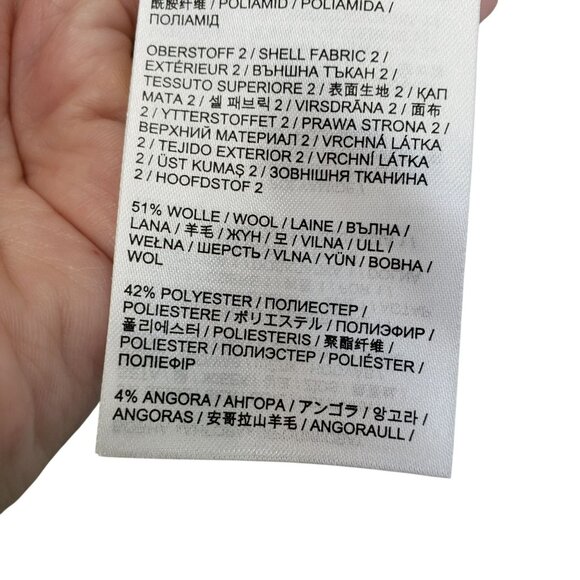 酰胺纤维 / POLIAMID / POLIAMIDA /
ПОЛІАМІД
OBERSTOFF 2 / SHELL FABRIC 2 /
EXTÉRIEUR 2 / ВЪНШНА ТЪКАН 2 /
TESSUTO SUPERIORE 2 / 表面生地 2 / ҚАП
МАТА 2 / 셸 패브릭 2 / VIRSDRĀNA 2 / 面布
2 / YTTERSTOFFET 2 / PRAWA STRONA 2 /
ВЕРХНИЙ МАТЕРИАЛ 2 / VRCHNÁ LÁTKA
2 / TEJIDO EXTERIOR 2 / VRCHNÍ LÁTKA
2 / ÜST KUMAŞ 2 / ЗОВНІШНЯ ТКАНИНА
2 / HOOFDSTOF 2
51% WOLLE / WOOL / LAINE / ВЪЛНА /
LANA / 羊毛 / ЖҮН / 모 / VILNA / ULL /
WEŁNA / ШЕРСТЬ / VLNA / YÜN / ВОВНА /
WOL
42% POLYESTER / ПОЛИЕСТЕР /
POLIESTERE / ポリエステル / ПОЛИЭФИР /
폴리에스터 / POLIESTERIS / 聚酯纤维 /
POLIESTER / ПОЛИЭСТЕР / POLIÉSTER /
ПОЛІЕФІР
4% ANGORA / АНГОРА / アンゴラ / 앙고라 /
ANGORAS / 安哥拉山羊毛 / ANGORAULL /